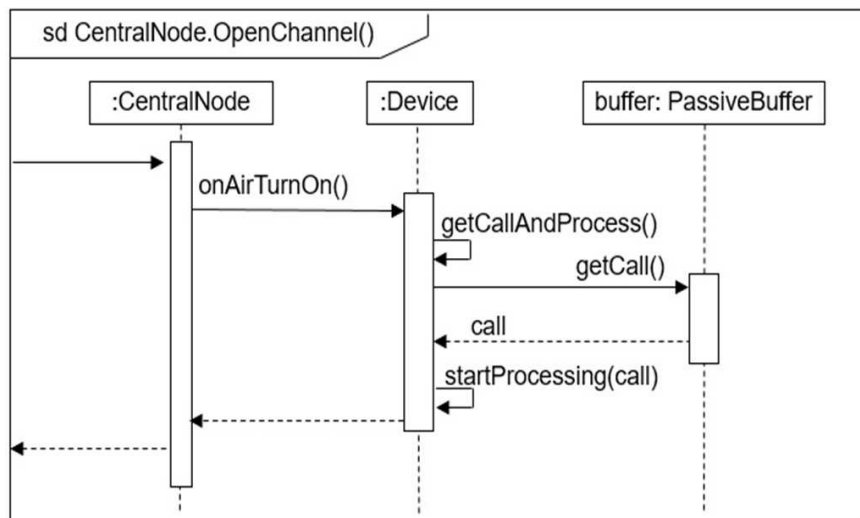 sd CentralNode.OpenChannel()
:CentralNode
:Device
buffer: PassiveBuffer
onAirTurnOn()
getCallAndProcess()
getCall()
call
startProcessing(call)